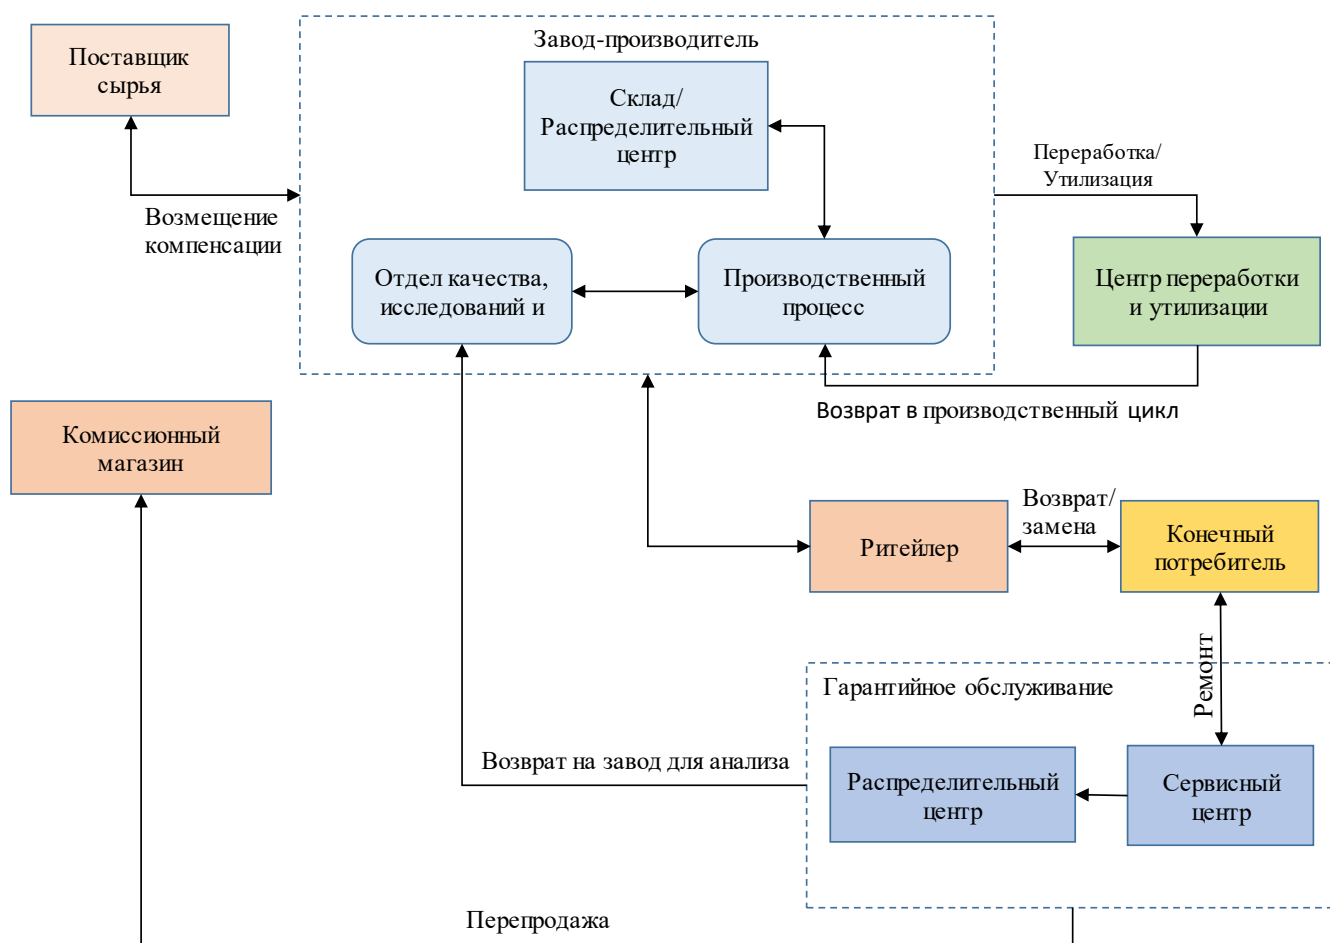 Завод-производитель
Поставщик
сырья
Склад/
Распределительный
центр
Переработка/
Утилизация
Возмещение
компенсации
Отдел качества,
исследований и
Производственный
процесс
Центр переработки
и утилизации
Возврат в производственный цикл
Комиссионный
магазин
Возврат/
замена
Ритейлер
Конечный
потребитель
Ремонт
Гарантийное обслуживание
Возврат на завод для анализа
Распределительный
центр
Сервисный
центр
Перепродажа